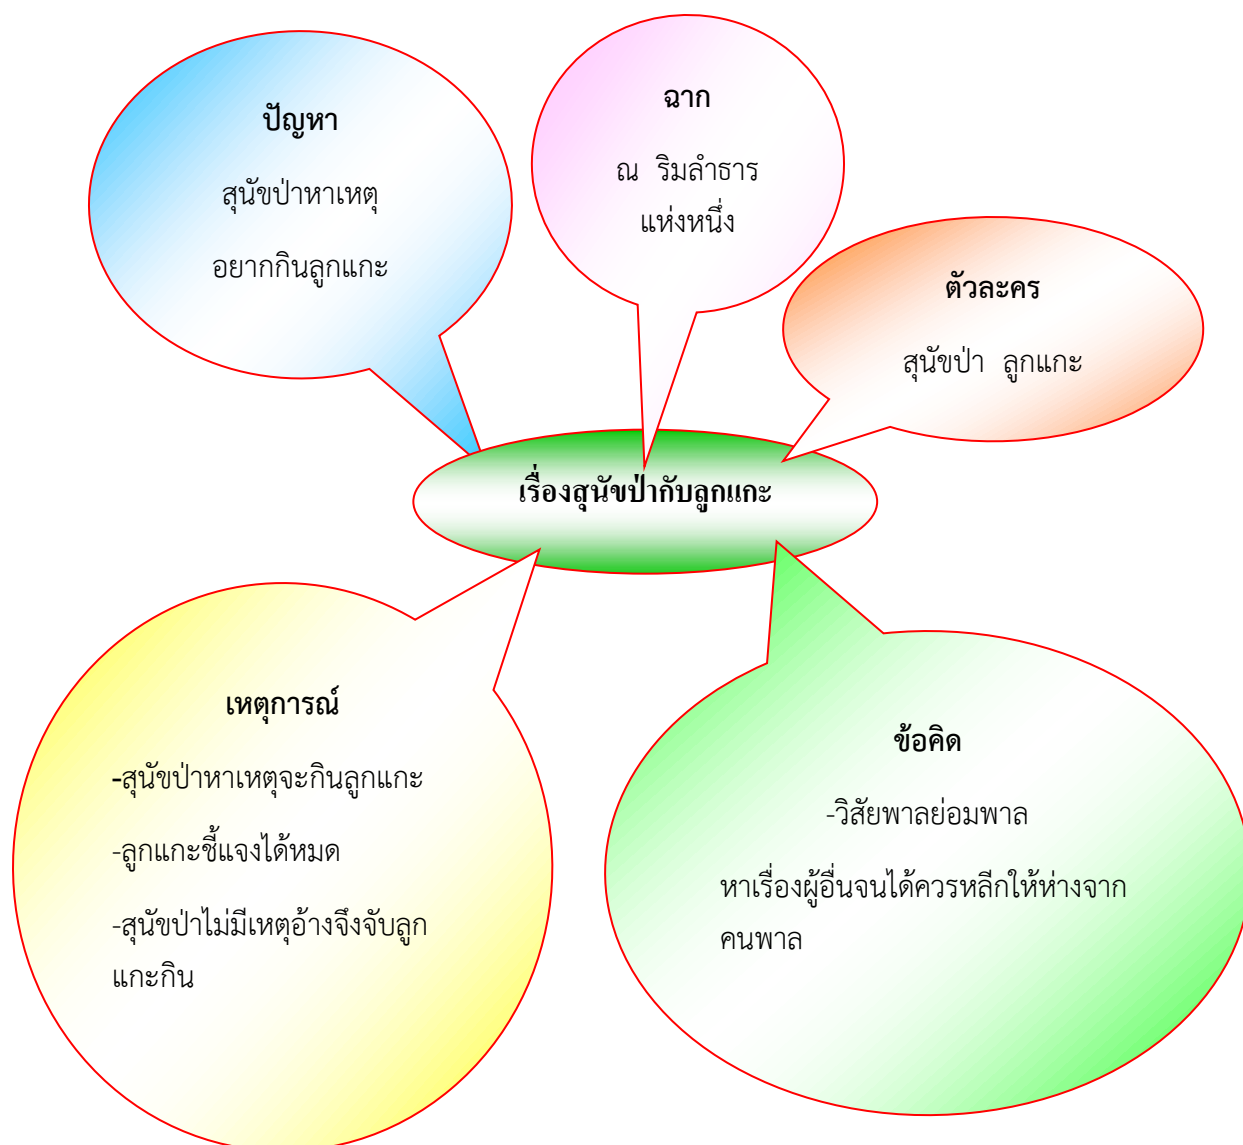 ปัญหา
สุนัขป่าหาเหตุ
อยากกินลูกแกะ
ฉาก
ณ ริมลำธาร
แห่งหนึ่ง
ตัวละคร
สุนัขป่า ลูกแกะ
เรื่องสุนัขป่ากับลูกแกะ
เหตุการณ์
-สุนัขป่าหาเหตุจะกินลูกแกะ
-ลูกแกะชี้แจงได้หมด
-สุนัขป่าไม่มีเหตุอ้างจึงจับลูก
แกะกิน
ข้อคิด
-วิสัยพาลย่อมพาล
หาเรื่องผู้อื่นจนได้ควรหลีกให้ห่างจาก
คนพาล